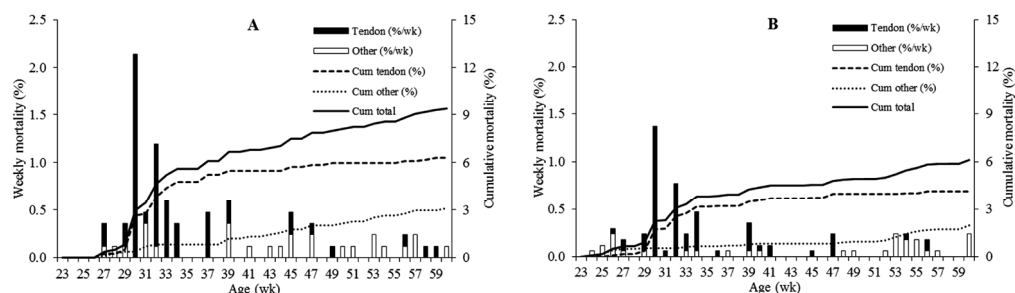 A
2.5
2.0
1.5
1.0
0.5
0.0
Weekly mortality (%)
15
12
9
6
3
0
Cumulative mortality (%)
Tendon (%/wk)
Other (%/wk)
Cum tendon (%)
Cum other (%)
Cum total
23 25 27 29 31 33 35 37 39 41 43 45 47 49 51 53 55 57 59
Age (wk)
B
2.5
2.0
1.5
1.0
0.5
0.0
Weekly mortality (%)
15
12
9
6
3
0
Cumulative mortality (%)
Tendon (%/wk)
Other (%/wk)
Cum tendon (%)
Cum other (%)
Cum total
23 25 27 29 31 33 35 37 39 41 43 45 47 49 51 53 55 57 59
Age (wk)